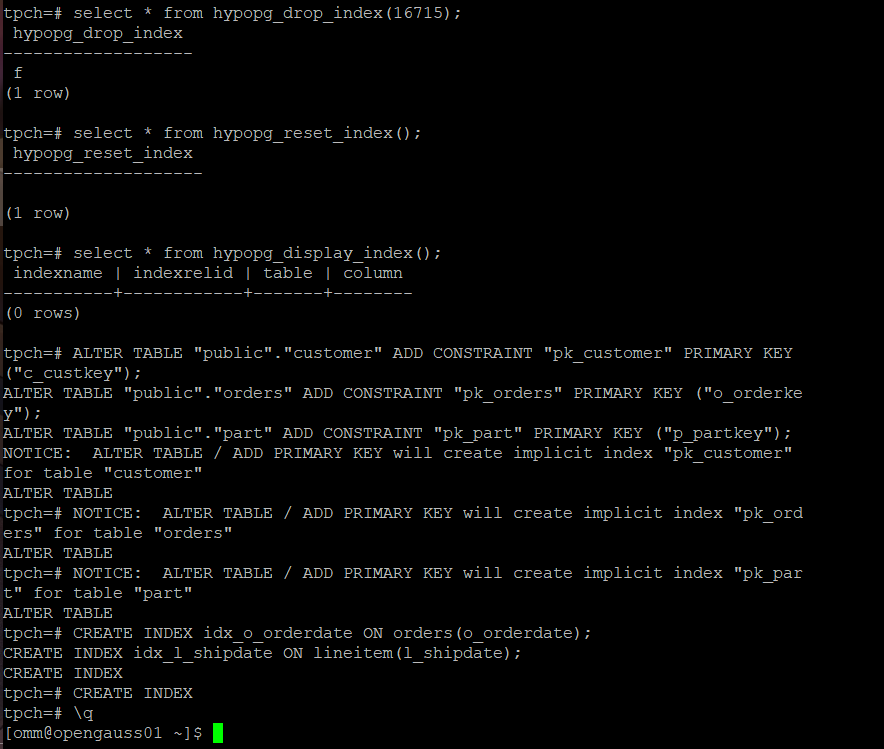 tpch=# select * from hypopg_drop_index(16715);
 hypopg_drop_index
-------------------
 f
(1 row)

tpch=# select * from hypopg_reset_index();
 hypopg_reset_index
--------------------

(1 row)

tpch=# select * from hypopg_display_index();
 indexname | indexrelid | table | column
-----------+------------+-------+--------
(0 rows)

tpch=# ALTER TABLE "public"."customer" ADD CONSTRAINT "pk_customer" PRIMARY KEY
("c_custkey");
ALTER TABLE "public"."orders" ADD CONSTRAINT "pk_orders" PRIMARY KEY ("o_orderke
y");
ALTER TABLE "public"."part" ADD CONSTRAINT "pk_part" PRIMARY KEY ("p_partkey");
NOTICE:  ALTER TABLE / ADD PRIMARY KEY will create implicit index "pk_customer"
for table "customer"
ALTER TABLE
tpch=# NOTICE:  ALTER TABLE / ADD PRIMARY KEY will create implicit index "pk_ord
ers" for table "orders"
ALTER TABLE
tpch=# NOTICE:  ALTER TABLE / ADD PRIMARY KEY will create implicit index "pk_par
t" for table "part"
ALTER TABLE
tpch=# CREATE INDEX idx_o_orderdate ON orders(o_orderdate);
CREATE INDEX idx_l_shipdate ON lineitem(l_shipdate);
CREATE INDEX
tpch=# CREATE INDEX
tpch=# \q
[omm@opengauss01 ~]$